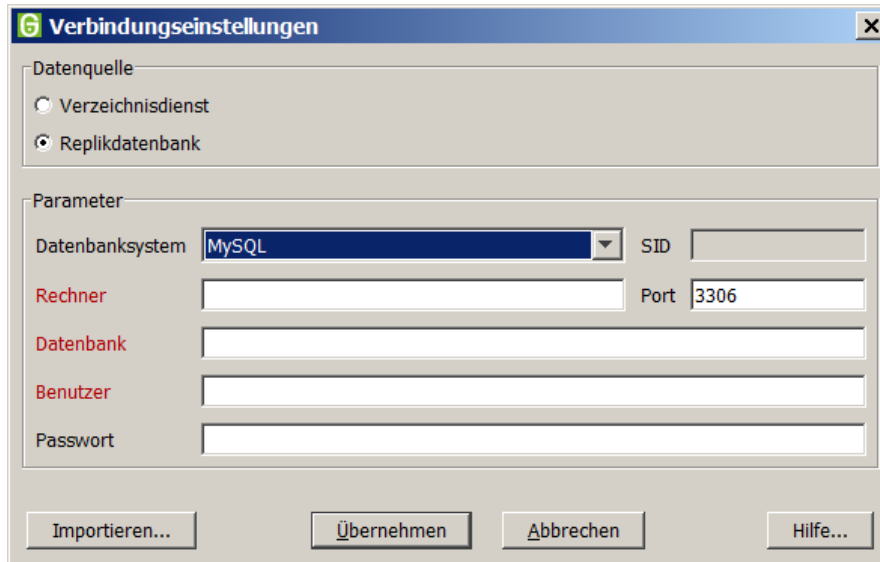 Verbindungseinstellungen
Datenquelle
Verzeichnisdienst
Replikdatenbank
Parameter
Datenbanksystem MySQL SID
Rechner Port 3306
Datenbank
Benutzer
Passwort
Importieren... Übernehmen Abbrechen Hilfe...